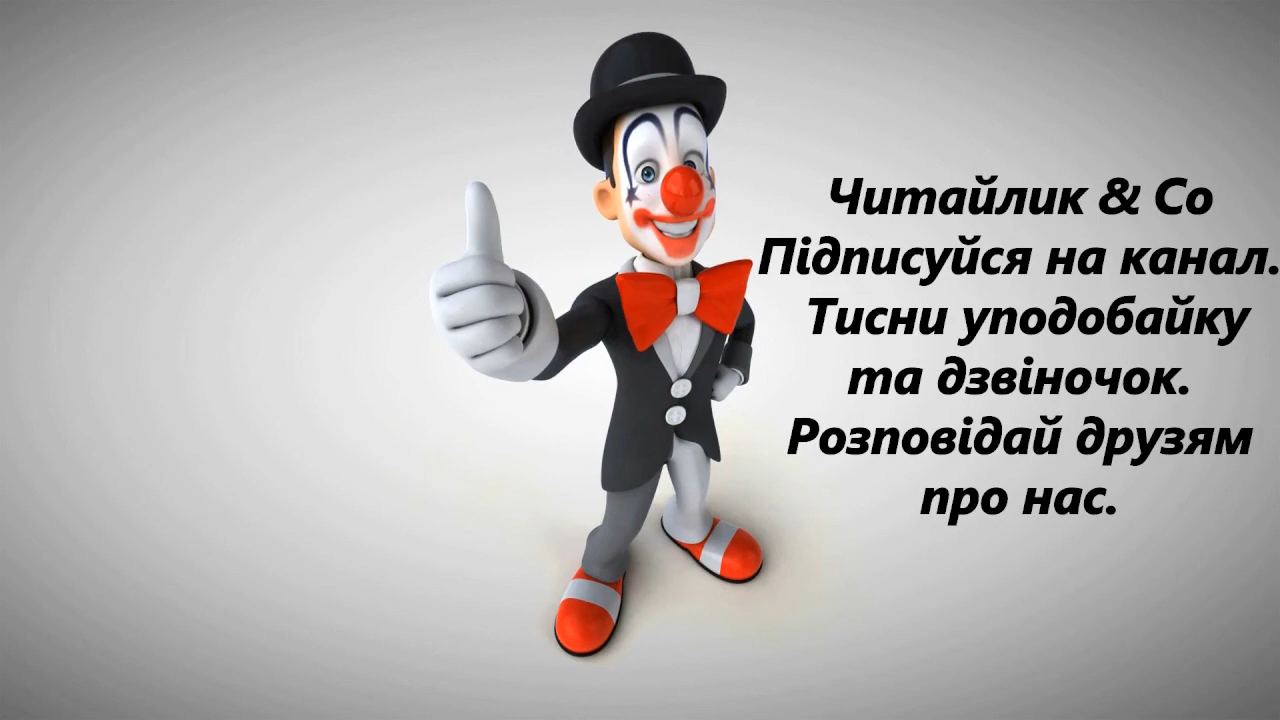 Читайлик & Co
Підписуйся на канал.
Тисни уподобайку
та дзвіночок.
Розповідай друзям
про нас.